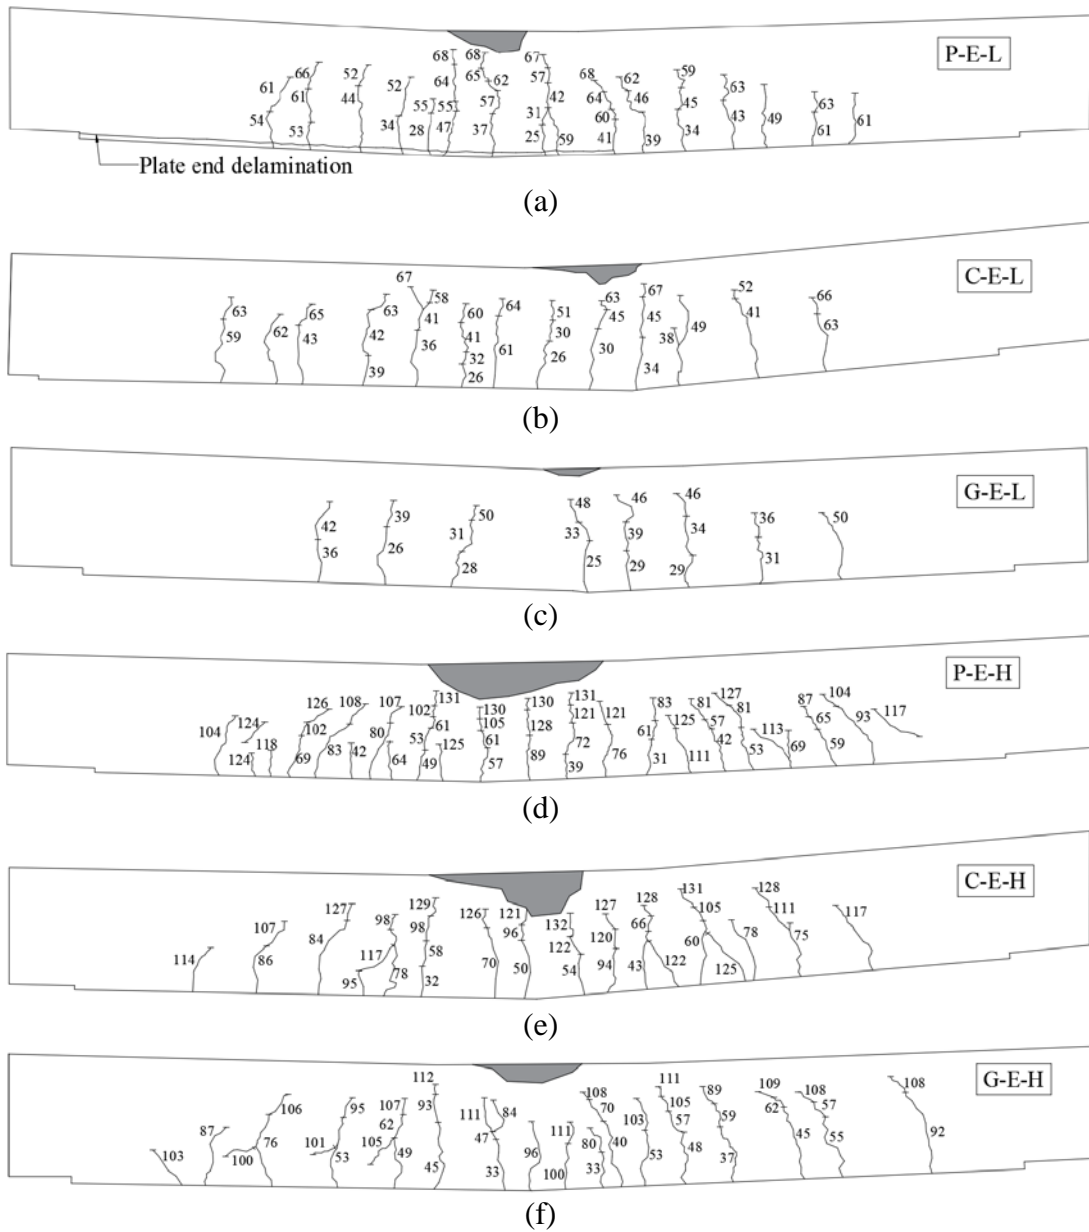 P-E-L
68 68 67
66 52 62 57 68 62 59
61 61 52 64 65 42 64 46 45 63 63 61
54 44 34 55 55 57 31 60 43 49 61
53 28 47 37 25 59 41 39 34
Plate end delamination
(a)
C-E-L
67 58 64 63 67 52 66
63 65 63 41 60 51 45 45 49 41 63
59 62 43 42 36 41 30 30 38
39 32 61 26 34
26
(b)
G-E-L
42 39 50 48 46 46 36 50
36 26 31 33 39 34 31
28 25 29 29
(c)
P-E-H
126 108 107 131 130 130 131 121 83 81 127 87 104
104 124 102 102 61 105 128 121 61 125 57 81 113 65 93 117
118 83 42 80 53 125 61 72 76 42 53 69 59
124 69 64 49 57 89 39 31 111
(d)
C-E-H
127 129 126 121 132 127 128 131 128 117
107 98 98 96 122 120 66 105 78 111
114 86 84 117 58 70 54 94 43 60 75
95 78 32 50 122 125
(e)
G-E-H
112 111 108
106 95 107 93 111 84 108 70 103 105 89 109 108 57
103 87 76 101 62 47 111 80 57 59 62 55 92
100 53 105 49 45 33 96 100 33 40 53 48 37 45
(f)